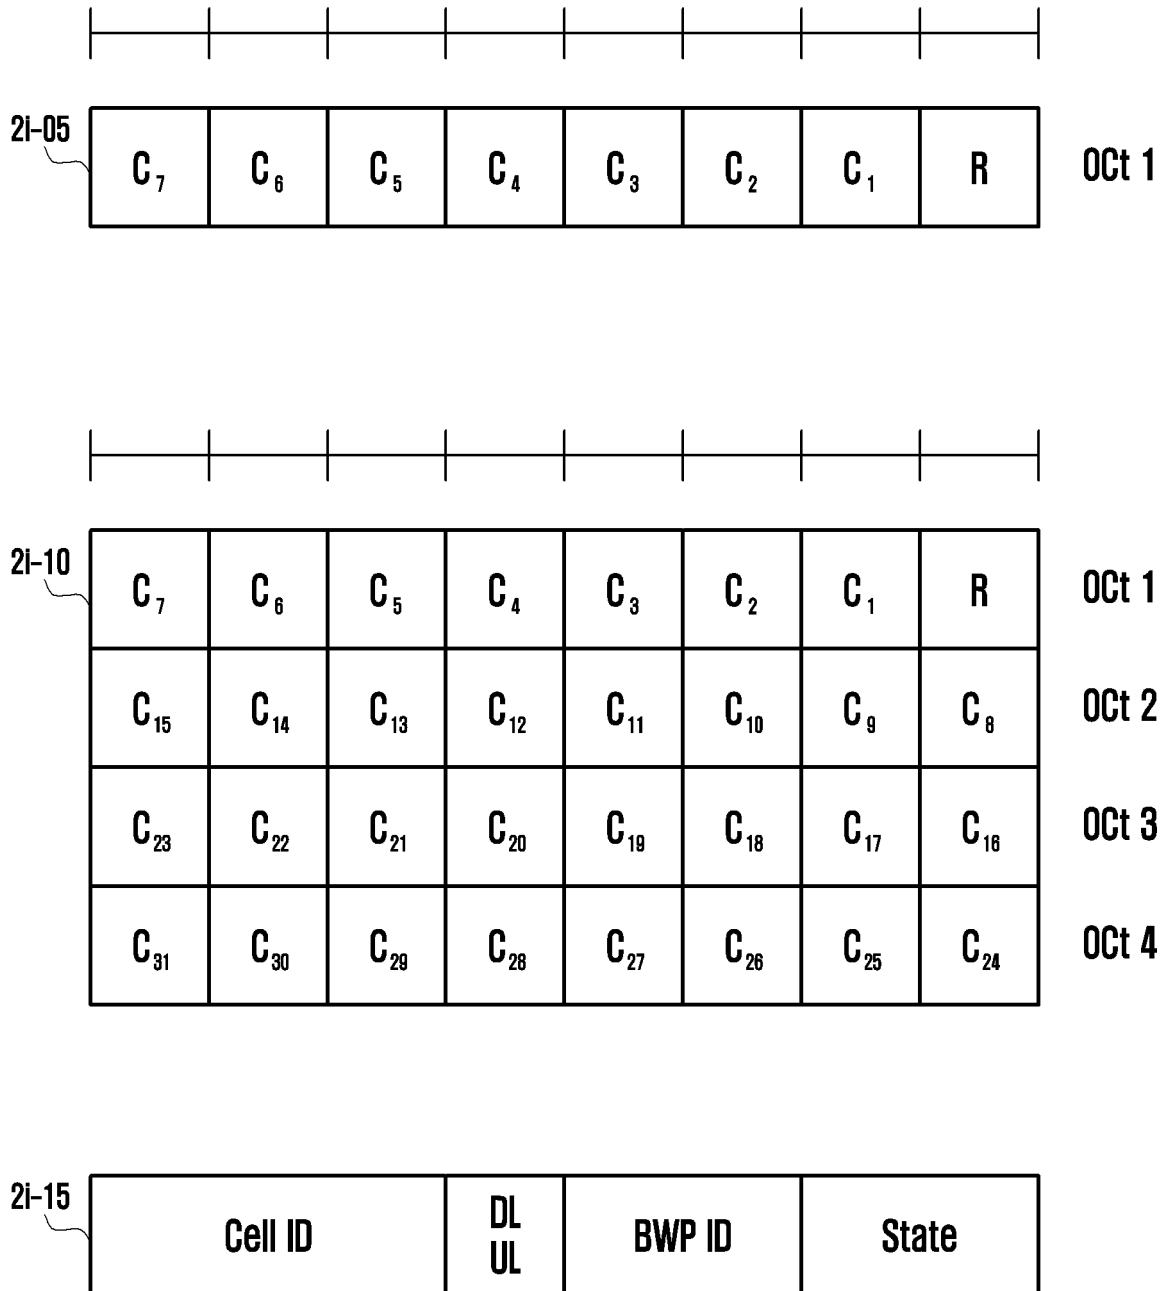 2i-05 C7 C6 C5 C4 C3 C2 C1 R OCt 1
2i-10 C7 C6 C5 C4 C3 C2 C1 R OCt 1
C15 C14 C13 C12 C11 C10 C9 C8 OCt 2
C23 C22 C21 C20 C19 C18 C17 C16 OCt 3
C31 C30 C29 C28 C27 C26 C25 C24 OCt 4
2i-15 Cell ID DL UL BWP ID State